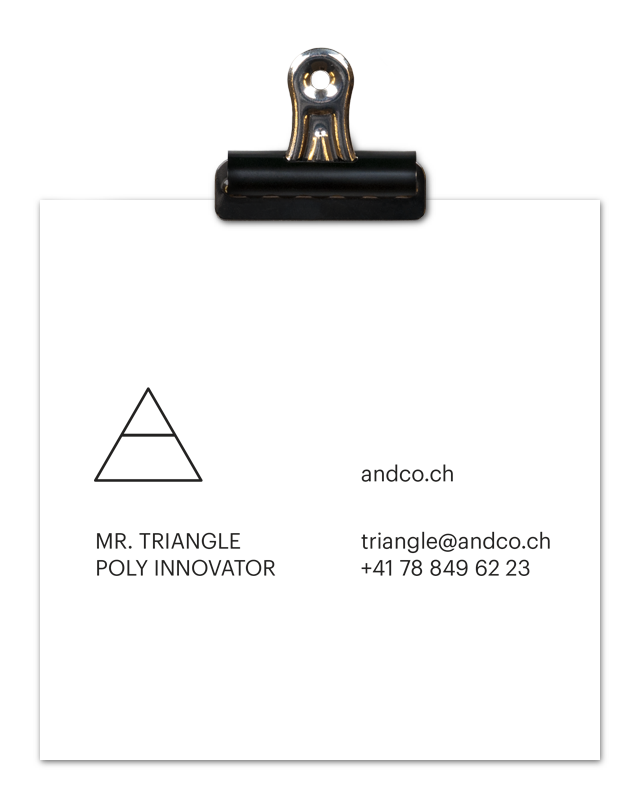 andco.ch
MR. TRIANGLE
POLY INNOVATOR
triangle@andco.ch
+41 78 849 62 23